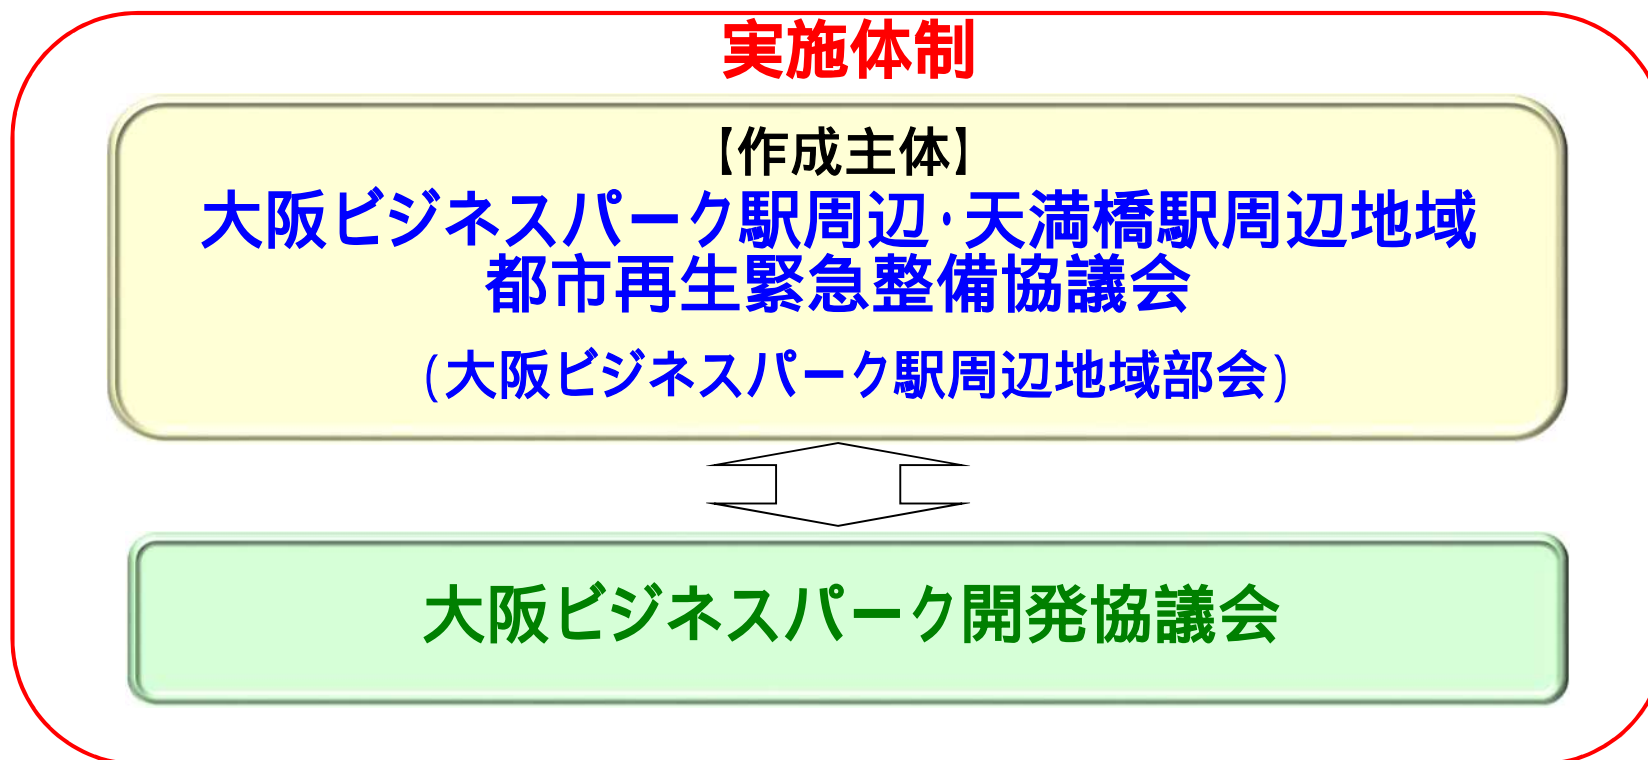 実施体制
【作成主体】
大阪ビジネスパーク駅周辺・天満橋駅周辺地域
都市再生緊急整備協議会
(大阪ビジネスパーク駅周辺地域部会)
大阪ビジネスパーク開発協議会